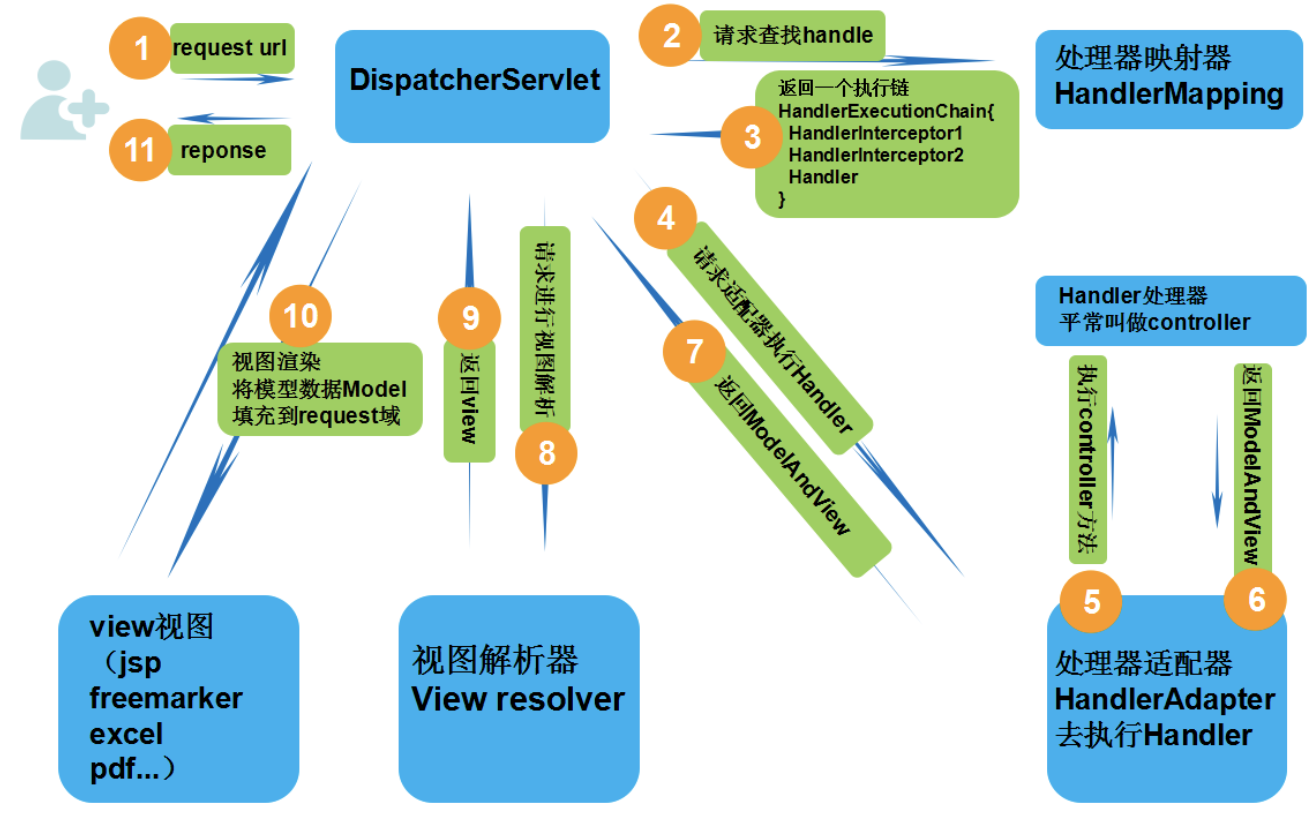 1
request url
DispatcherServlet
2
请求查找handle
处理器映射器
HandlerMapping
3
返回一个执行链
HandlerExecutionChain{
HandlerInterceptor1
HandlerInterceptor2
Handler
}
11
reponse
4
请求适配器执行Handler
7
返回ModelAndView
Handler处理器
平常叫做controller
10
视图渲染
将模型数据Model
填充到request域
9
返回view
请求进行视图解析
8
执行controller方法
5
返回ModelAndView
6
view视图
（jsp
freemarker
excel
pdf...）
视图解析器
View resolver
处理器适配器
HandlerAdapter
去执行Handler